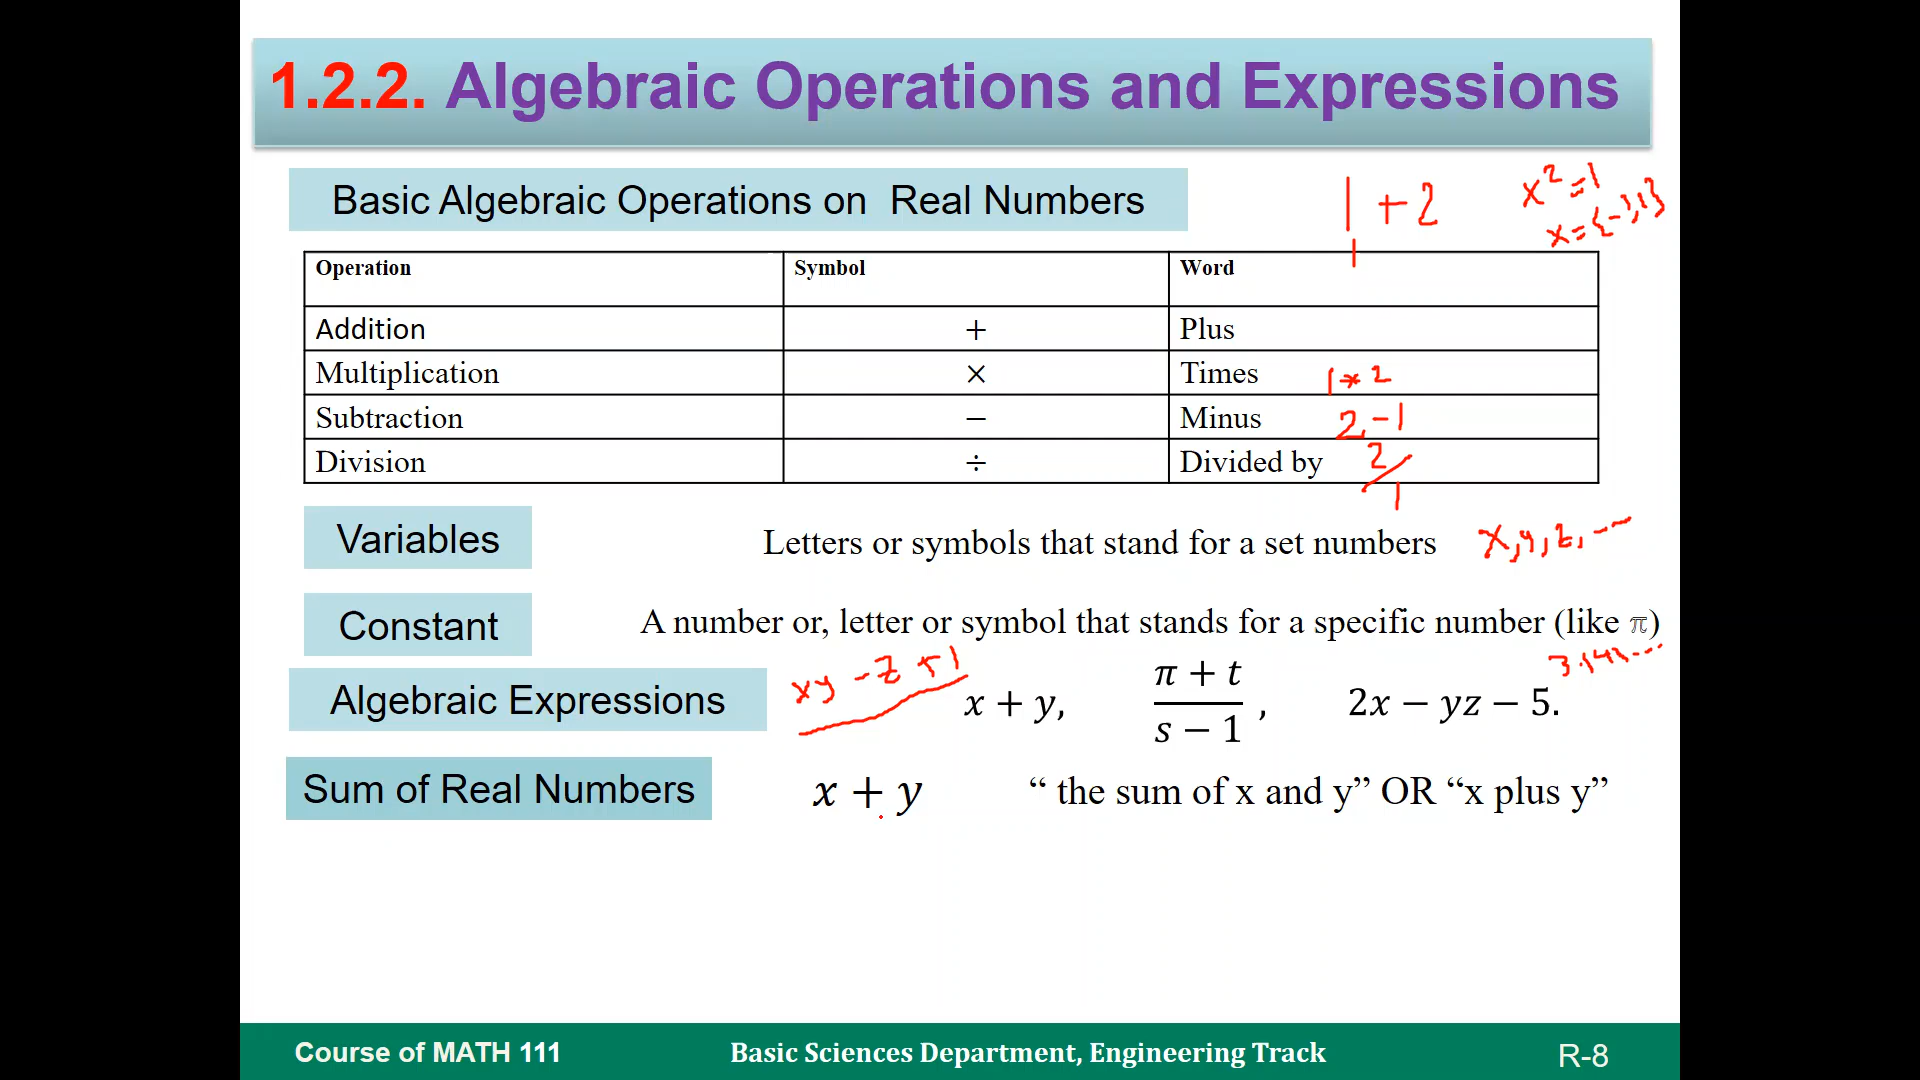 1.2.2. Algebraic Operations and Expressions
Basic Algebraic Operations on Real Numbers
1 + 2
x² = 1
x = {-1, 1}
Operation Symbol Word
Addition + Plus
Multiplication × Times 1 * 2
Subtraction − Minus 2 - 1
Division ÷ Divided by 2/1
Variables Letters or symbols that stand for a set numbers x, y, z, ---
Constant A number or, letter or symbol that stands for a specific number (like π)
3.141...
Algebraic Expressions xy - z + 1 x + y, (π + t)/(s − 1), 2x − yz − 5.
Sum of Real Numbers x + y “ the sum of x and y” OR “x plus y”
Course of MATH 111 Basic Sciences Department, Engineering Track R-8